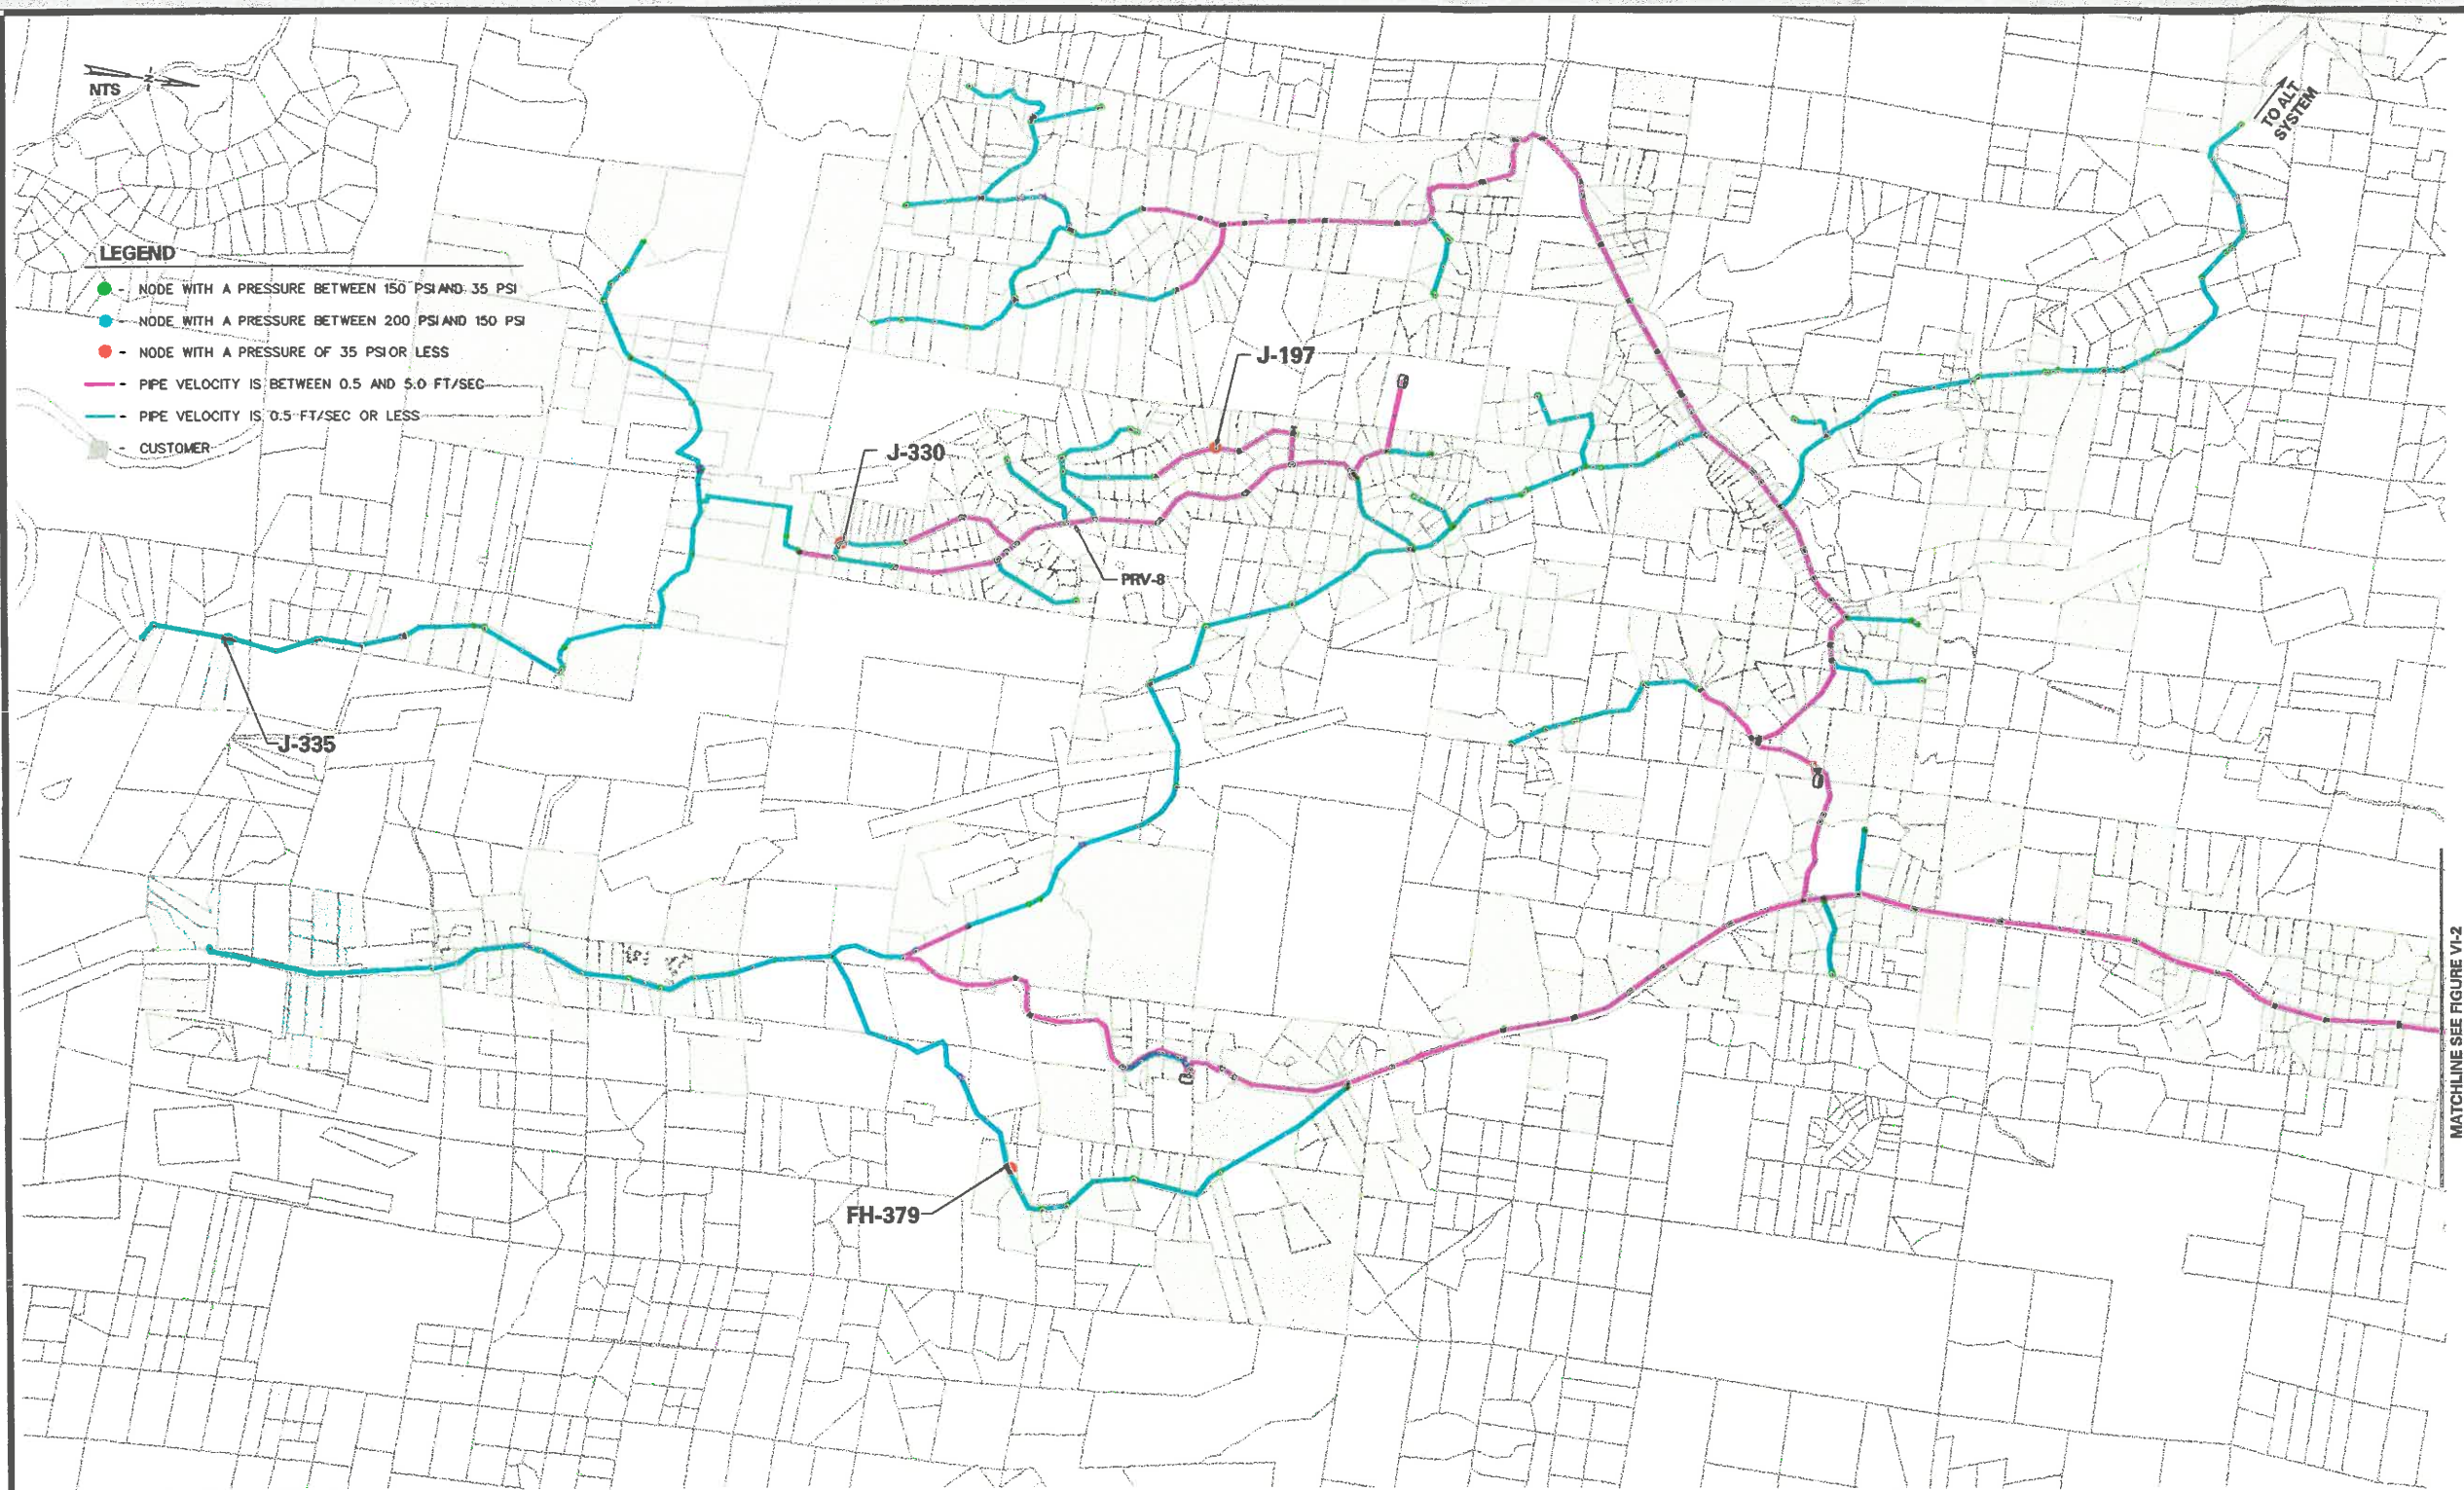 N
NTS
TO ALT
SYSTEM
LEGEND
- NODE WITH A PRESSURE BETWEEN 150 PSI AND 35 PSI
- NODE WITH A PRESSURE BETWEEN 200 PSI AND 150 PSI
- NODE WITH A PRESSURE OF 35 PSI OR LESS
- PIPE VELOCITY IS BETWEEN 0.5 AND 5.0 FT/SEC
- PIPE VELOCITY IS 0.5 FT/SEC OR LESS
- CUSTOMER
J-197
J-330
PRV-8
J-335
FH-379
MATCHLINE SEE FIGURE VI-2